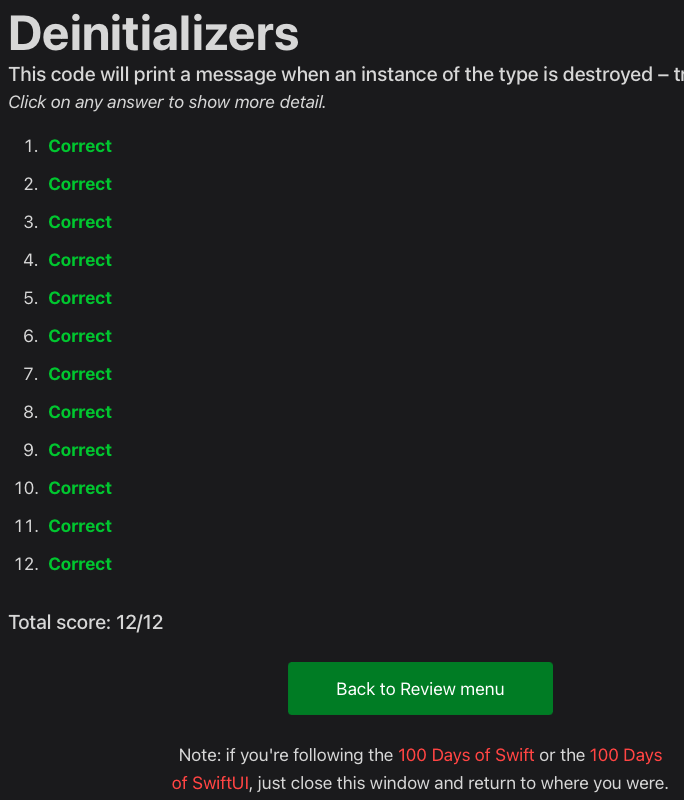 Deinitializers
This code will print a message when an instance of the type is destroyed – tr
Click on any answer to show more detail.
1. Correct
2. Correct
3. Correct
4. Correct
5. Correct
6. Correct
7. Correct
8. Correct
9. Correct
10. Correct
11. Correct
12. Correct
Total score: 12/12
Back to Review menu
Note: if you're following the 100 Days of Swift or the 100 Days
of SwiftUI, just close this window and return to where you were.